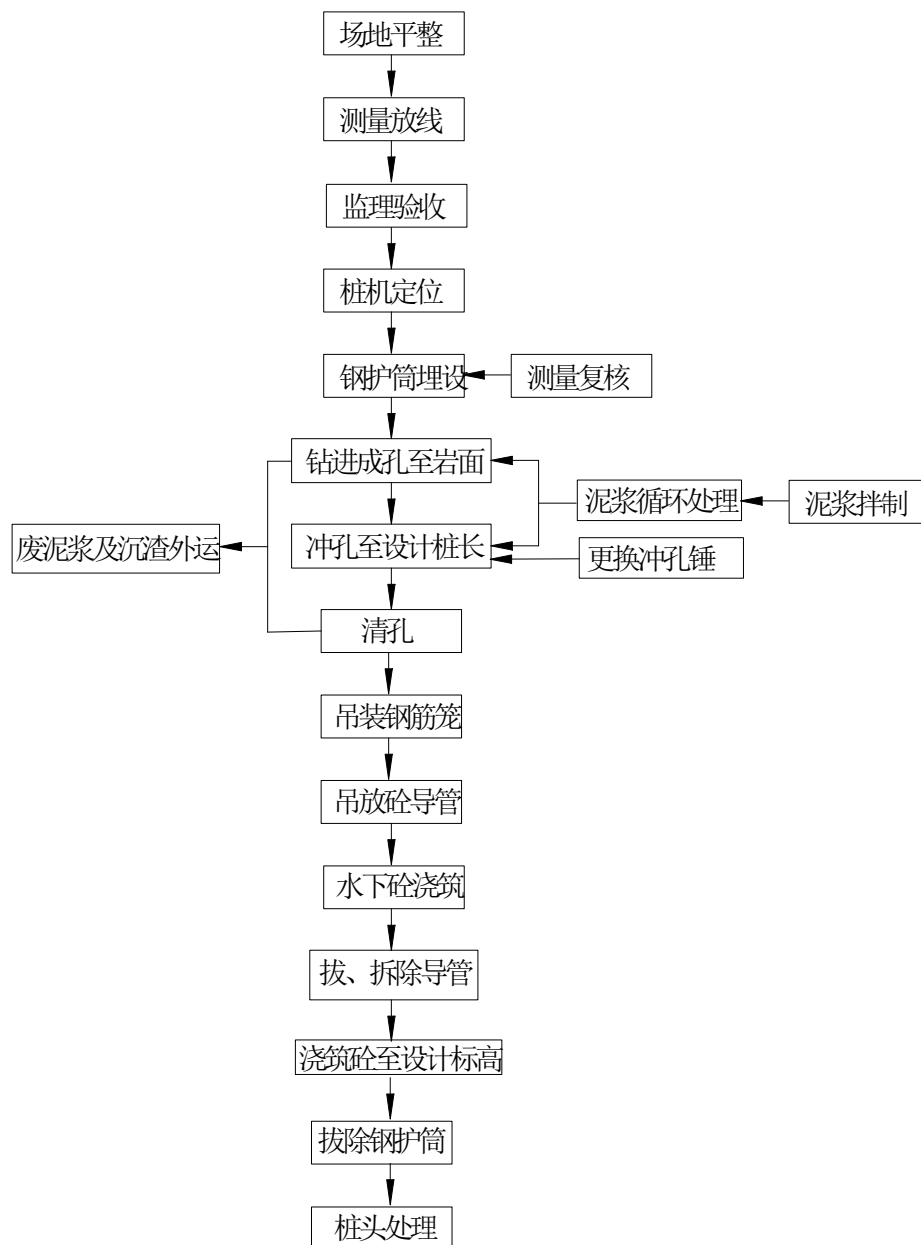 场地平整
测量放线
监理验收
桩机定位
钢护筒埋设
测量复核
钻进成孔至岩面
泥浆循环处理
泥浆拌制
废泥浆及沉渣外运
冲孔至设计桩长
更换冲孔锤
清孔
吊装钢筋笼
吊放砼导管
水下砼浇筑
拔、拆除导管
浇筑砼至设计标高
拔除钢护筒
桩头处理